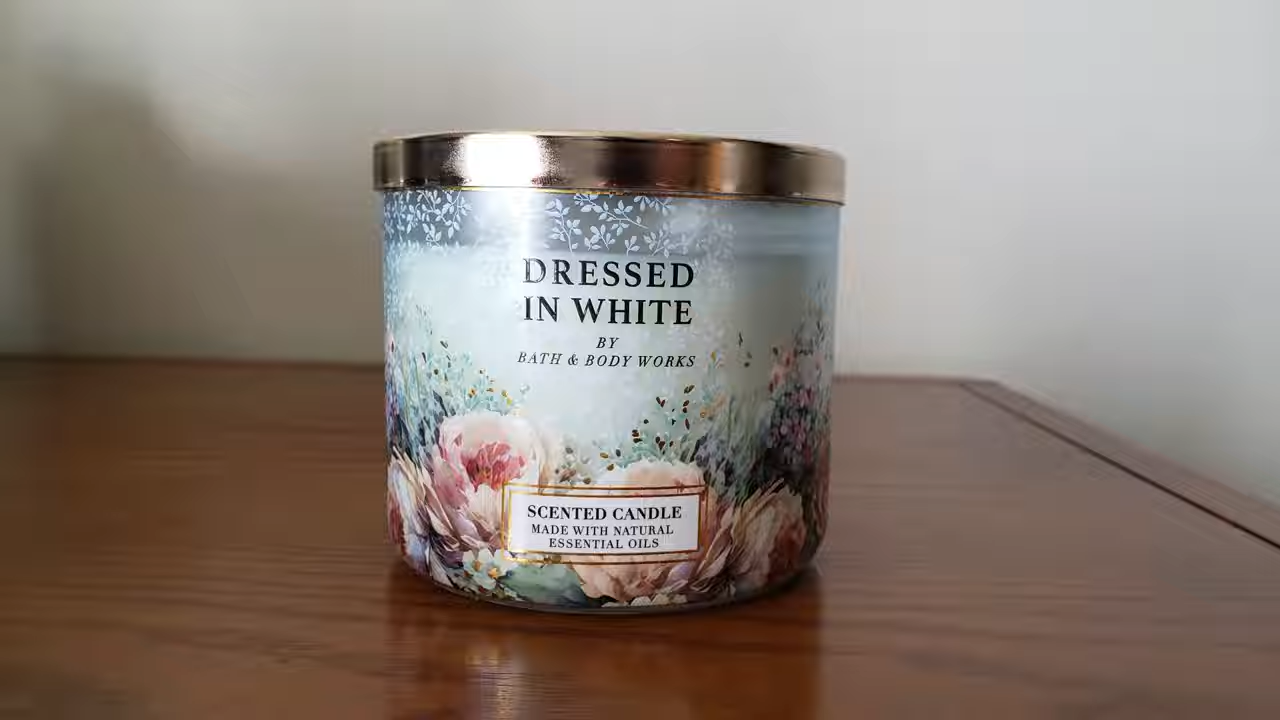 DRESSED
IN WHITE
BY
BATH & BODY WORKS
SCENTED CANDLE
MADE WITH NATURAL
ESSENTIAL OILS